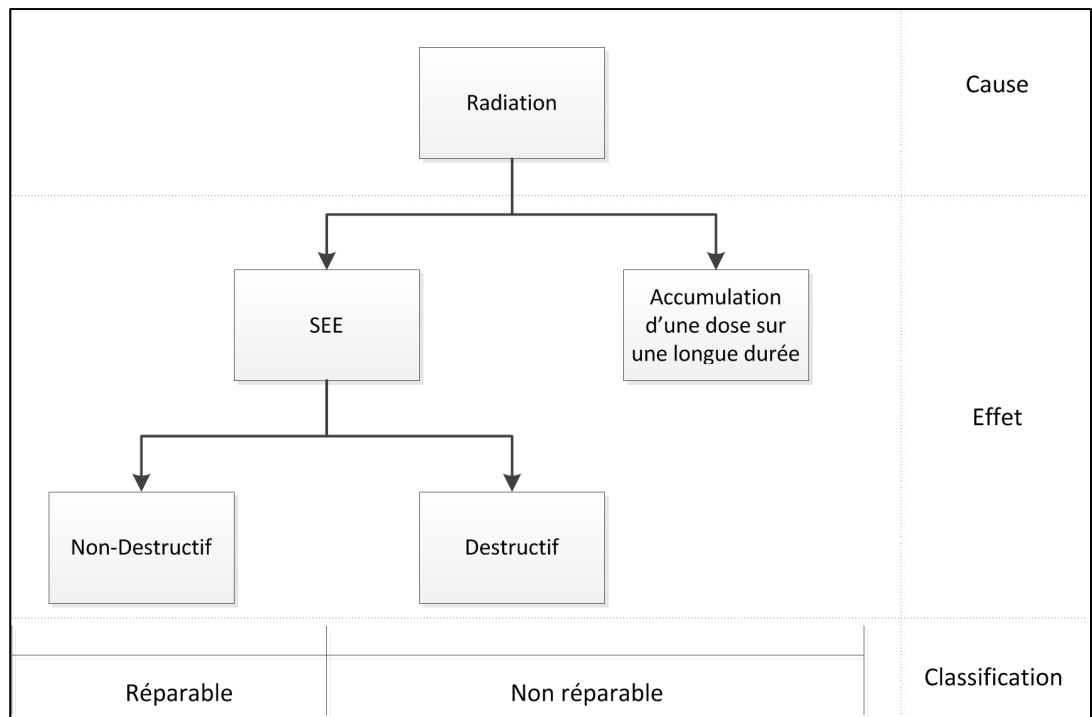 Cause
Radiation
SEE
Accumulation
d'une dose sur
une longue durée
Effet
Non-Destructif
Destructif
Réparable
Non réparable
Classification